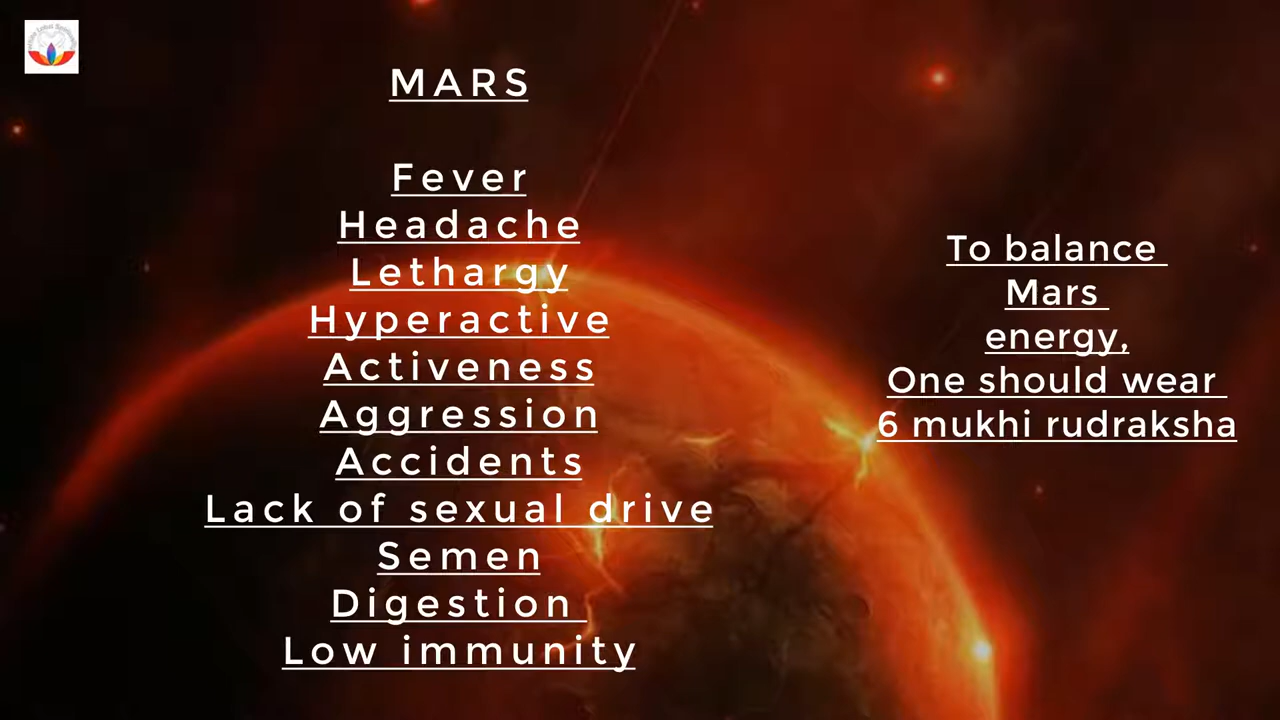 MARS
Fever
Headache
Lethargy
Hyperactive
Activeness
Aggression
Accidents
Lack of sexual drive
Semen
Digestion
Low immunity
To balance
Mars
energy,
One should wear
6 mukhi rudraksha